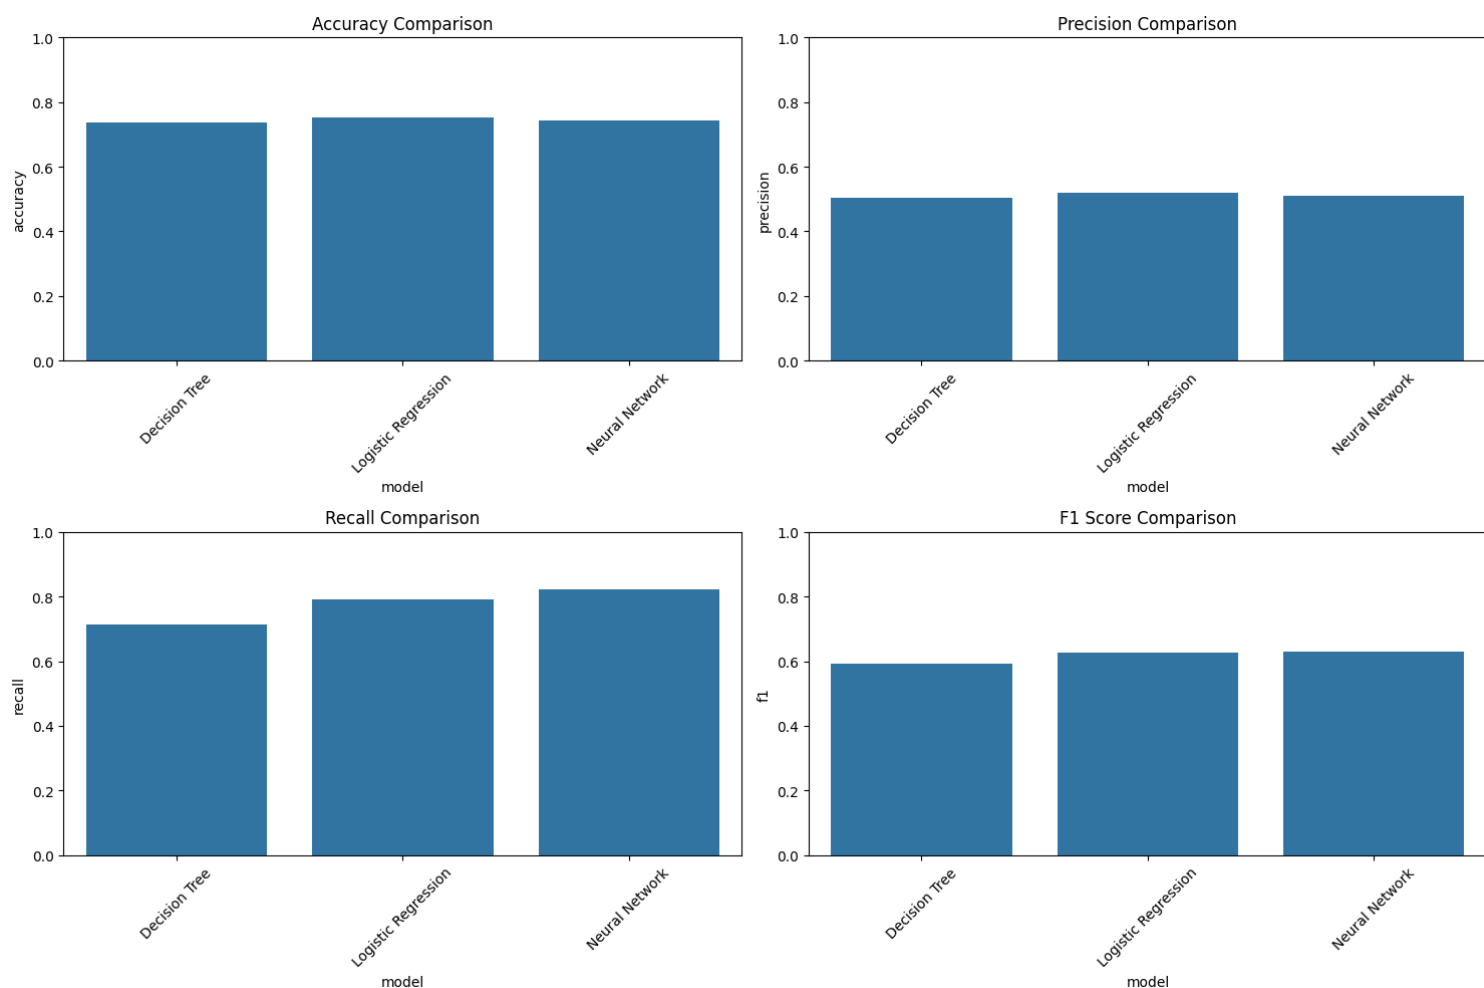 Accuracy Comparison
1.0
0.8
0.6
0.4
0.2
0.0
accuracy
Decision Tree
Logistic Regression
Neural Network
model
Precision Comparison
1.0
0.8
0.6
0.4
0.2
0.0
precision
Decision Tree
Logistic Regression
Neural Network
model
Recall Comparison
1.0
0.8
0.6
0.4
0.2
0.0
recall
Decision Tree
Logistic Regression
Neural Network
model
F1 Score Comparison
1.0
0.8
0.6
0.4
0.2
0.0
f1
Decision Tree
Logistic Regression
Neural Network
model